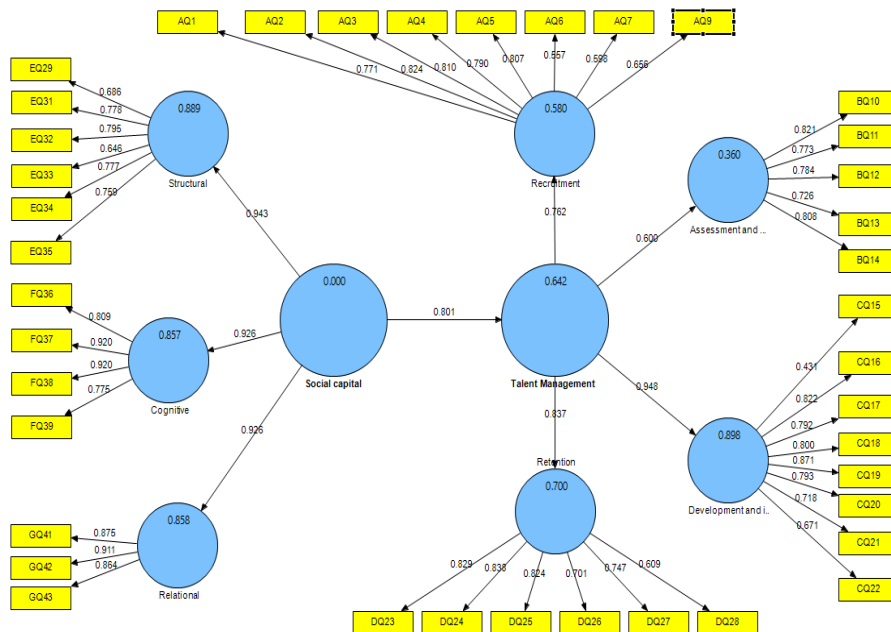 AQ1
AQ2
AQ3
AQ4
AQ5
AQ6
AQ7
AQ9
0.771
0.824
0.810
0.790
0.807
0.557
0.598
0.656
0.580
Recruitment
EQ29
EQ31
EQ32
EQ33
EQ34
EQ35
0.686
0.778
0.795
0.646
0.777
0.759
0.889
Structural
BQ10
BQ11
BQ12
BQ13
BQ14
0.821
0.773
0.784
0.726
0.808
0.360
Assessment and ...
0.943
0.762
0.600
0.000
Social capital
0.801
0.642
Talent Management
FQ36
FQ37
FQ38
FQ39
0.809
0.920
0.920
0.775
0.857
Cognitive
0.926
0.926
0.948
0.837
CQ15
CQ16
CQ17
CQ18
CQ19
CQ20
CQ21
CQ22
0.431
0.822
0.792
0.800
0.871
0.793
0.718
0.671
0.898
Development and i..
GQ41
GQ42
GQ43
0.875
0.911
0.864
0.858
Relational
Retention
0.700
0.829
0.838
0.824
0.701
0.747
0.609
DQ23
DQ24
DQ25
DQ26
DQ27
DQ28